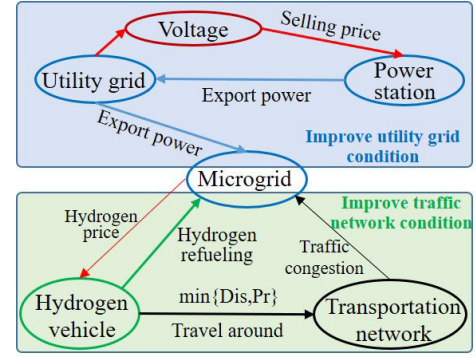 Voltage
Selling price
Utility grid
Power
station
Export power
Export power
Improve utility grid
condition
Microgrid
Improve traffic
network condition
Hydrogen
price
Hydrogen
refueling
Traffic
congestion
Hydrogen
vehicle
min{Dis,Pr}
Travel around
Transportation
network